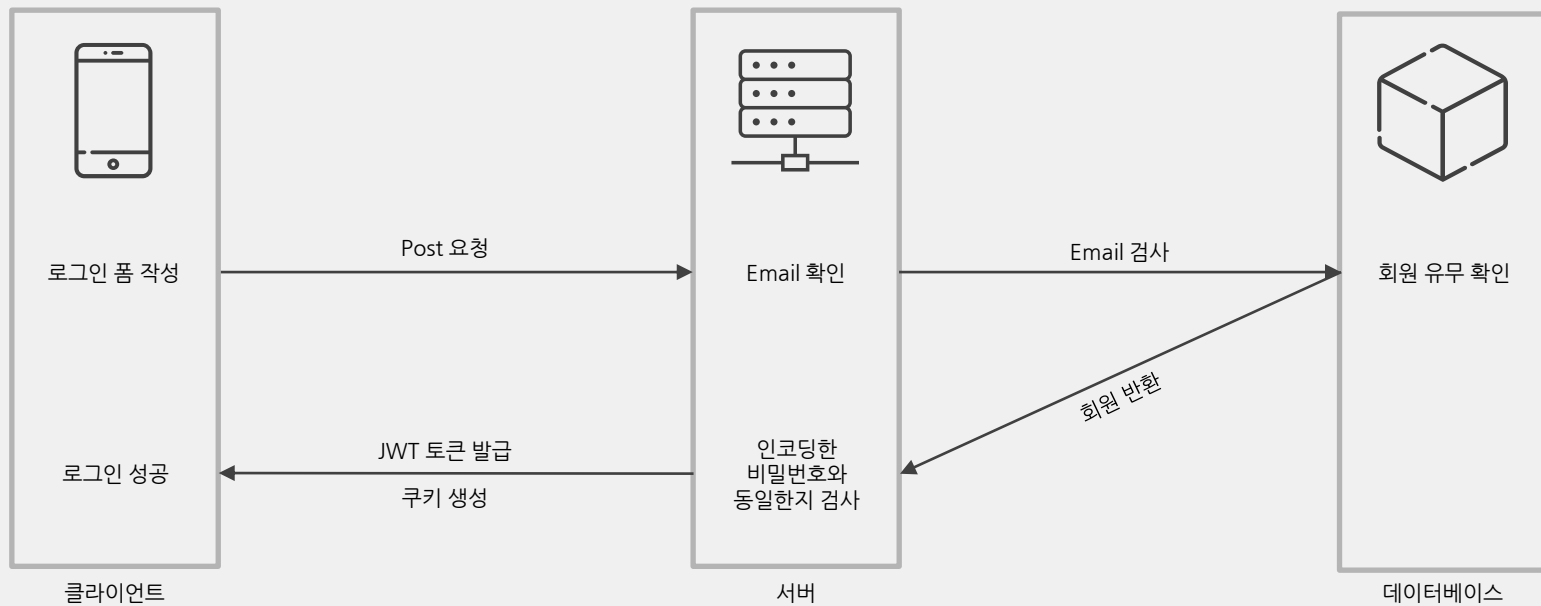 Post 요청
Email 검사
로그인 폼 작성
Email 확인
회원 유무 확인
회원 반환
JWT 토큰 발급
쿠키 생성
로그인 성공
인코딩한
비밀번호와
동일한지 검사
클라이언트
서버
데이터베이스